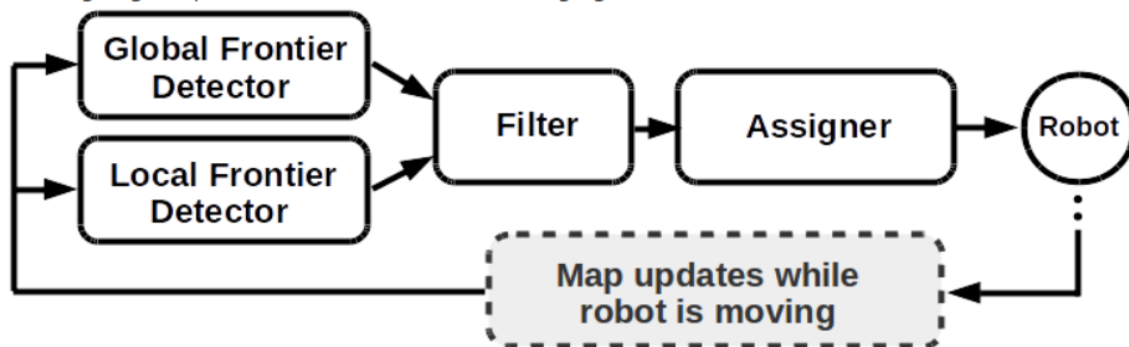 Global Frontier
Detector
Local Frontier
Detector
Filter
Assigner
Robot
Map updates while
robot is moving